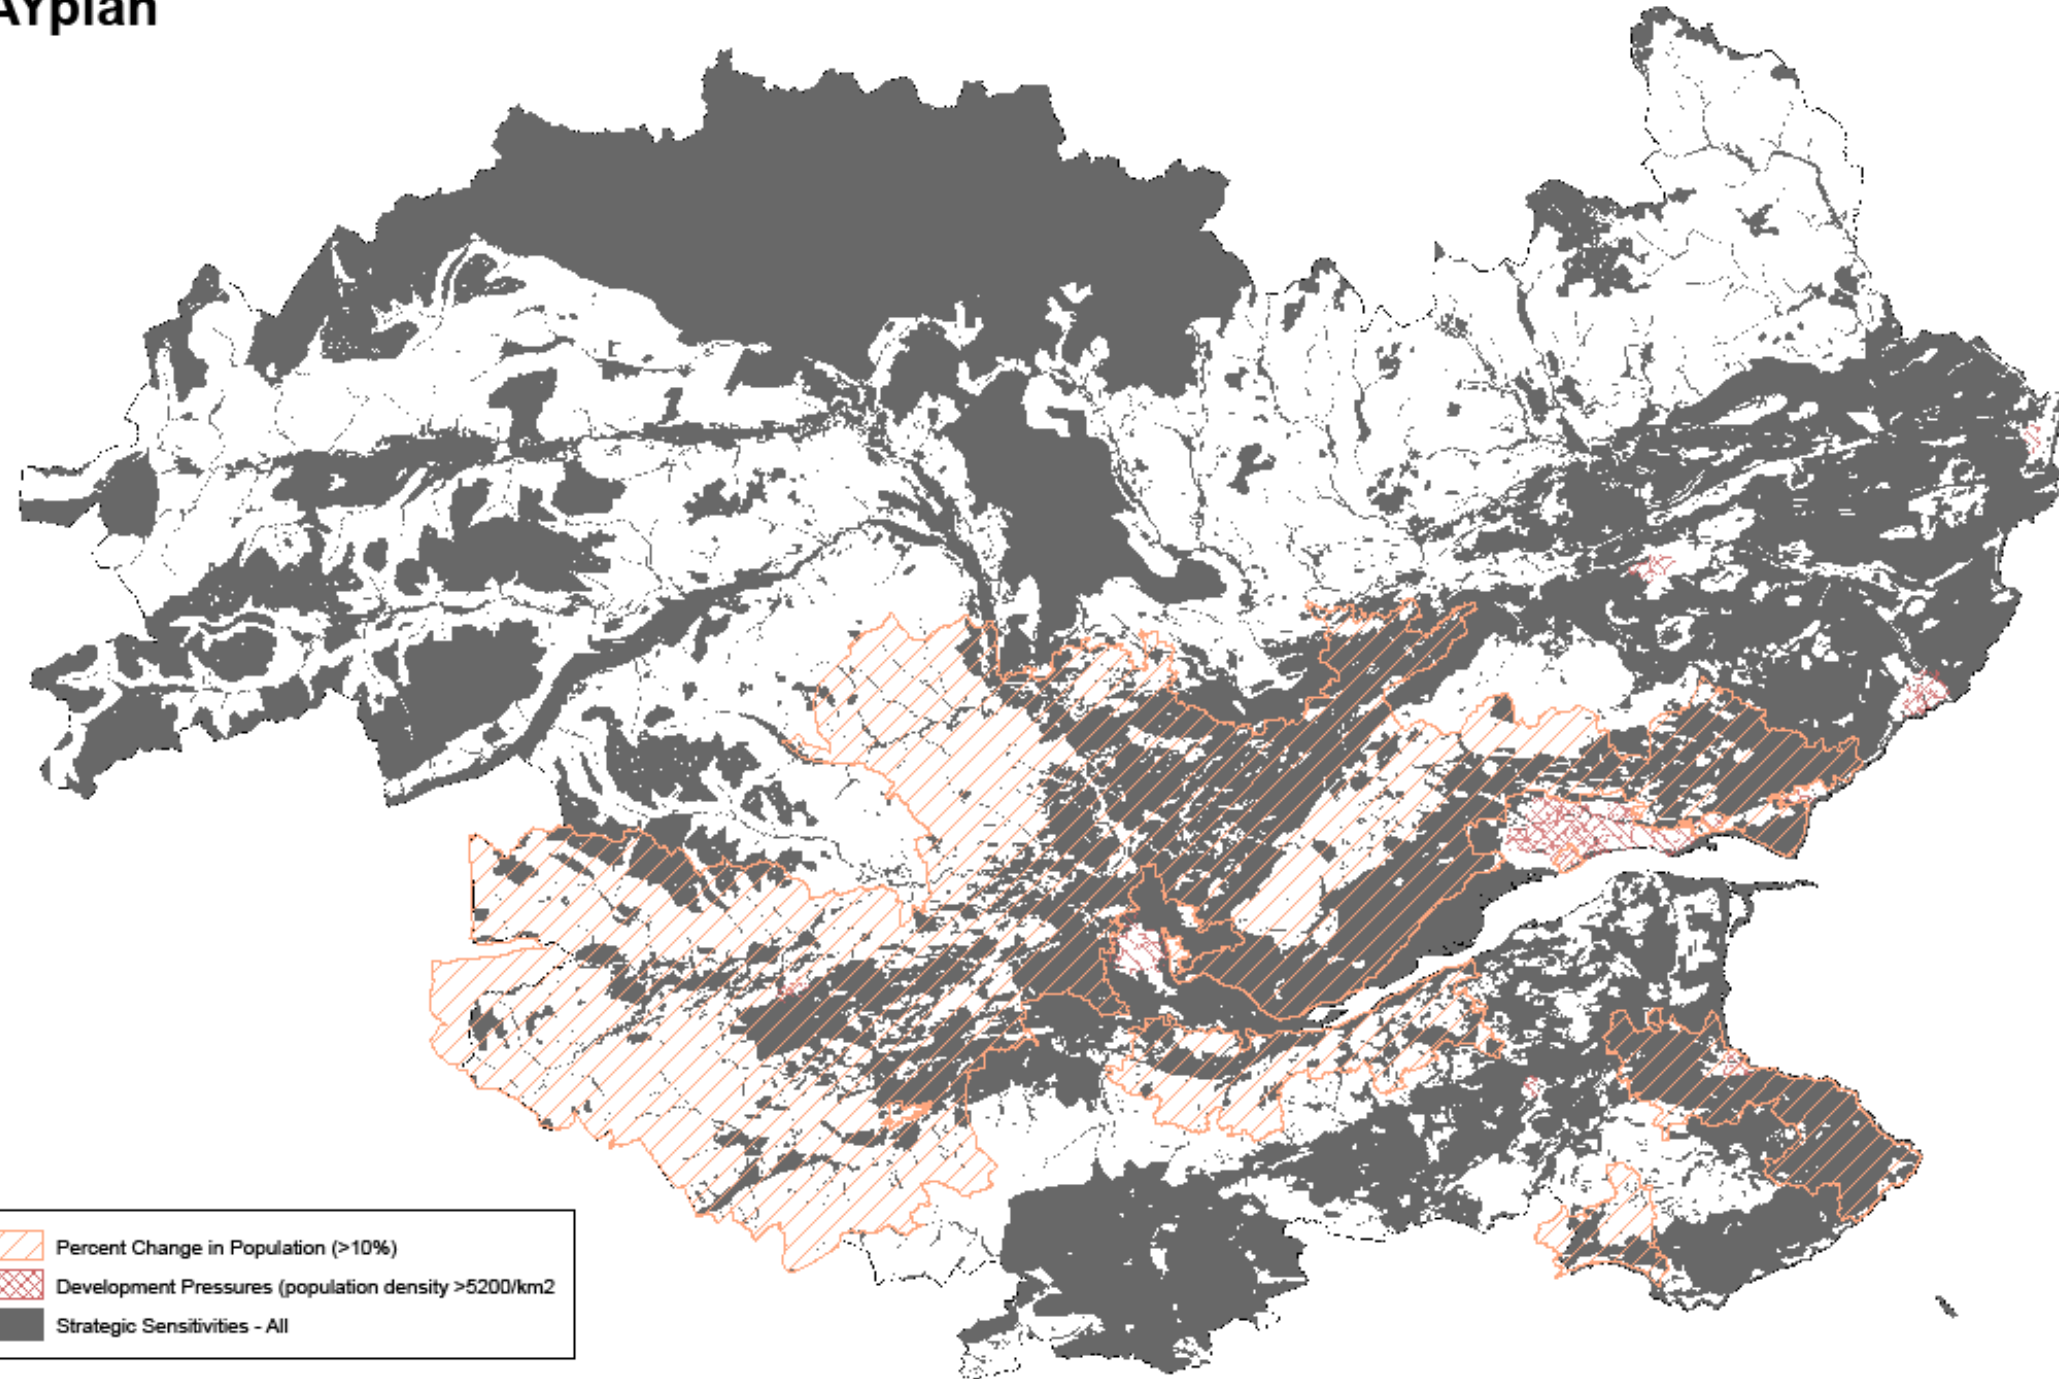 AYplan
Percent Change in Population (>10%)
Development Pressures (population density >5200/km2
Strategic Sensitivities - All